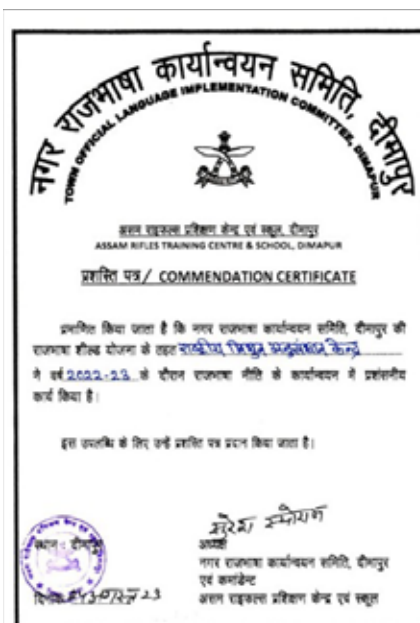 नगर राजभाषा कार्यान्वयन समिति, दीमापुर
TOWN OFFICIAL LANGUAGE IMPLEMENTATION COMMITTEE, DIMAPUR
असम राइफल्स प्रशिक्षण केन्द्र एवं स्कूल, दीमापुर
ASSAM RIFLES TRAINING CENTRE & SCHOOL, DIMAPUR
प्रशस्ति पत्र / COMMENDATION CERTIFICATE
प्रमाणित किया जाता है कि नगर राजभाषा कार्यान्वयन समिति, दीमापुर की
राजभाषा शील्ड योजना के तहत राष्ट्रीय मिथुन अनुसंधान केन्द्र
ने वर्ष 2022-23 के दौरान राजभाषा नीति के कार्यान्वयन में प्रशंसनीय
कार्य किया है।
इस उपलब्धि के लिए उन्हें प्रशस्ति पत्र प्रदान किया जाता है।
स्थान : दीमापुर
दिनांक 23
सुरेश
अध्यक्ष
नगर राजभाषा कार्यान्वयन समिति, दीमापुर
एवं कमांडेन्ट
असम राइफल्स प्रशिक्षण केन्द्र एवं स्कूल